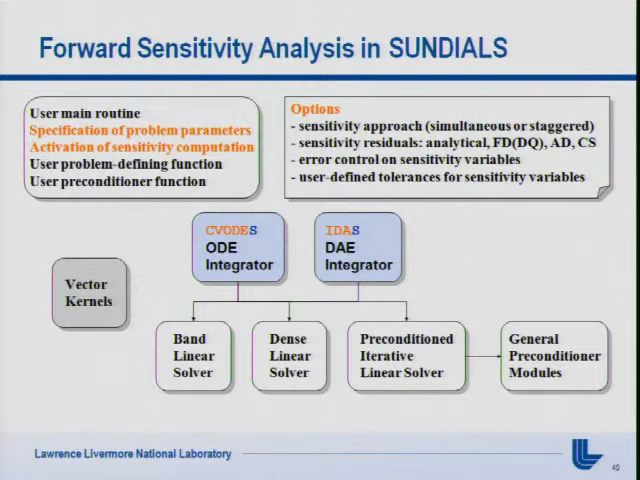 Forward Sensitivity Analysis in SUNDIALS
User main routine
Specification of problem parameters
Activation of sensitivity computation
User problem-defining function
User preconditioner function
Options
- sensitivity approach (simultaneous or staggered)
- sensitivity residuals: analytical, FD(DQ), AD, CS
- error control on sensitivity variables
- user-defined tolerances for sensitivity variables
CVODES
ODE
Integrator
IDAS
DAE
Integrator
Vector
Kernels
Band
Linear
Solver
Dense
Linear
Solver
Preconditioned
Iterative
Linear Solver
General
Preconditioner
Modules
Lawrence Livermore National Laboratory
40